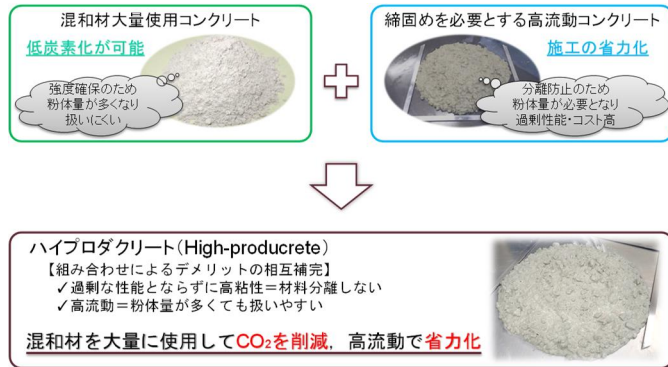 混和材大量使用コンクリート
低炭素化が可能
強度確保のため
粉体量が多くなり
扱いにくい
締固めを必要とする高流動コンクリート
施工の省力化
分離防止のため
粉体量が必要となり
過剰性能・コスト高
ハイプロダクリート(High-producrete)
【組み合わせによるデメリットの相互補完】
✓過剰な性能とならずに高粘性=材料分離しない
✓高流動=粉体量が多くても扱いやすい
混和材を大量に使用してCO₂を削減,高流動で省力化